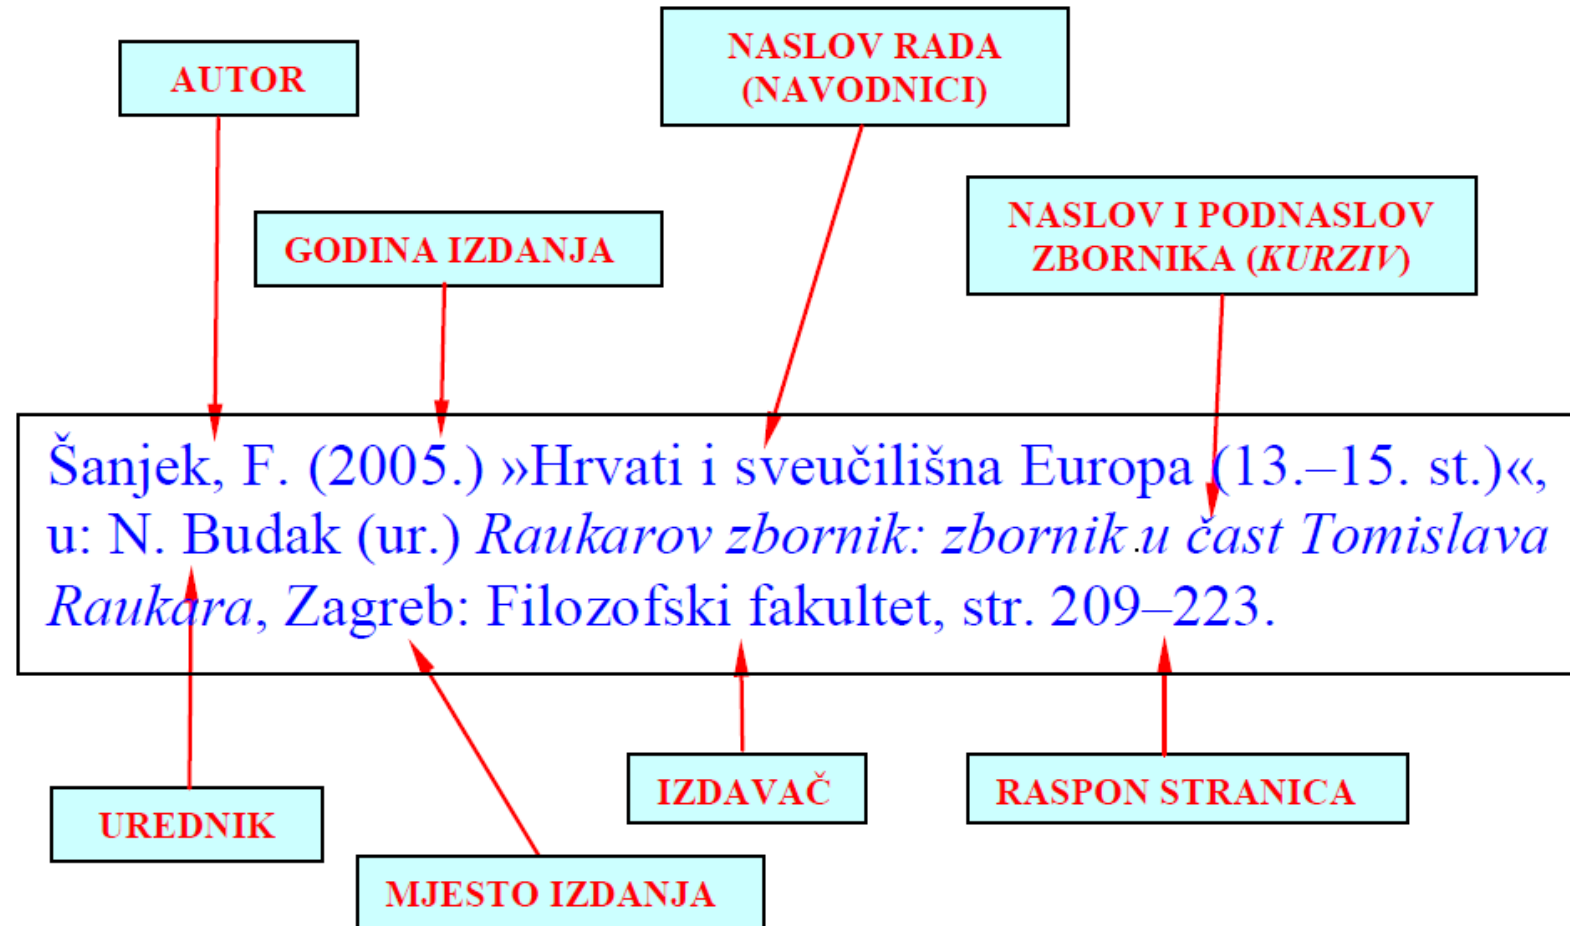 NASLOV RADA
(NAVODNICI)
AUTOR
NASLOV I PODNASLOV
ZBORNIKA (KURZIV)
GODINA IZDANJA
Šanjek, F. (2005.) »Hrvati i sveučilišna Europa (13.–15. st.)«,
u: N. Budak (ur.) Raukarov zbornik: zbornik u čast Tomislava
Raukara, Zagreb: Filozofski fakultet, str. 209–223.
IZDAVAČ
RASPON STRANICA
UREDNIK
MJESTO IZDANJA